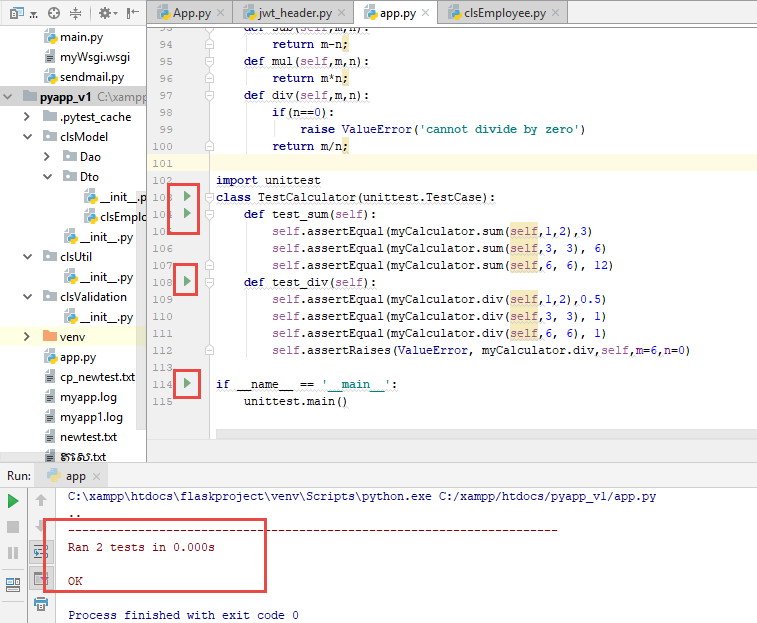 App.py
jwt_header.py
app.py
clsEmployee.py
main.py
myWsgi.wsgi
sendmail.py
pyapp_v1 C:\xampp
.pytest_cache
clsModel
Dao
Dto
__init__.p
clsEmplo
__init__.py
clsUtil
__init__.py
clsValidation
__init__.py
venv
app.py
cp_newtest.txt
myapp.log
myapp1.log
newtest.txt
93 def sub(self,m,n):
94 return m-n;
95 def mul(self,m,n):
96 return m*n;
97 def div(self,m,n):
98 if(n==0):
99 raise ValueError('cannot divide by zero')
100 return m/n;
101
102 import unittest
103 class TestCalculator(unittest.TestCase):
104 def test_sum(self):
105 self.assertEqual(myCalculator.sum(self,1,2),3)
106 self.assertEqual(myCalculator.sum(self,3, 3), 6)
107 self.assertEqual(myCalculator.sum(self,6, 6), 12)
108 def test_div(self):
109 self.assertEqual(myCalculator.div(self,1,2),0.5)
110 self.assertEqual(myCalculator.div(self,3, 3), 1)
111 self.assertEqual(myCalculator.div(self,6, 6), 1)
112 self.assertRaises(ValueError, myCalculator.div,self,m=6,n=0)
113
114 if __name__ == '__main__':
115 unittest.main()
Run: app
C:\xampp\htdocs\flaskproject\venv\Scripts\python.exe C:/xampp/htdocs/pyapp_v1/app.py
..
----------------------------------------------------------------------
Ran 2 tests in 0.000s
OK
Process finished with exit code 0